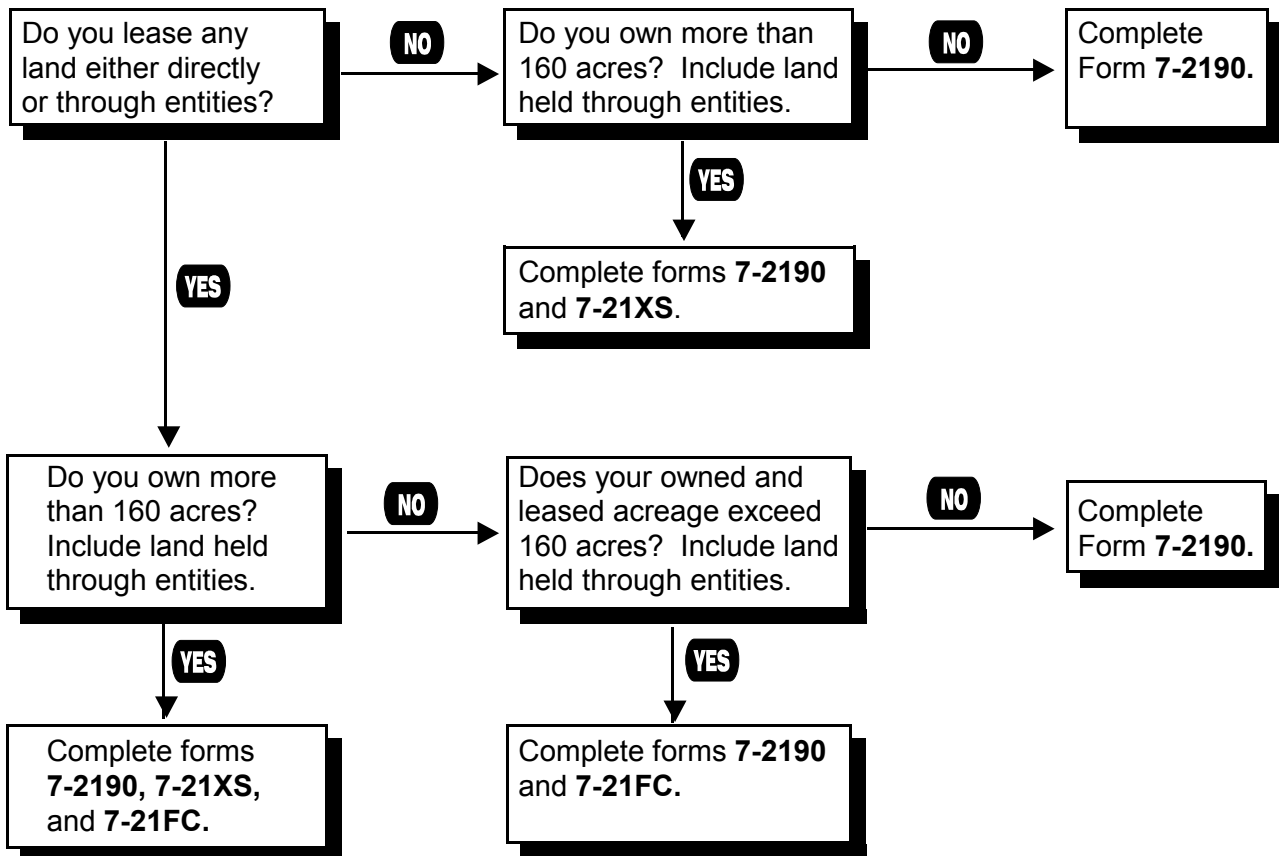 Do you lease any
land either directly
or through entities?
NO
Do you own more than
160 acres?  Include land
held through entities.
NO
Complete
Form 7-2190.
YES
Complete forms 7-2190
and 7-21XS.
YES
Do you own more
than 160 acres?
Include land held
through entities.
NO
Does your owned and
leased acreage exceed
160 acres?  Include land
held through entities.
NO
Complete
Form 7-2190.
YES
Complete forms
7-2190, 7-21XS,
and 7-21FC.
YES
Complete forms 7-2190
and 7-21FC.